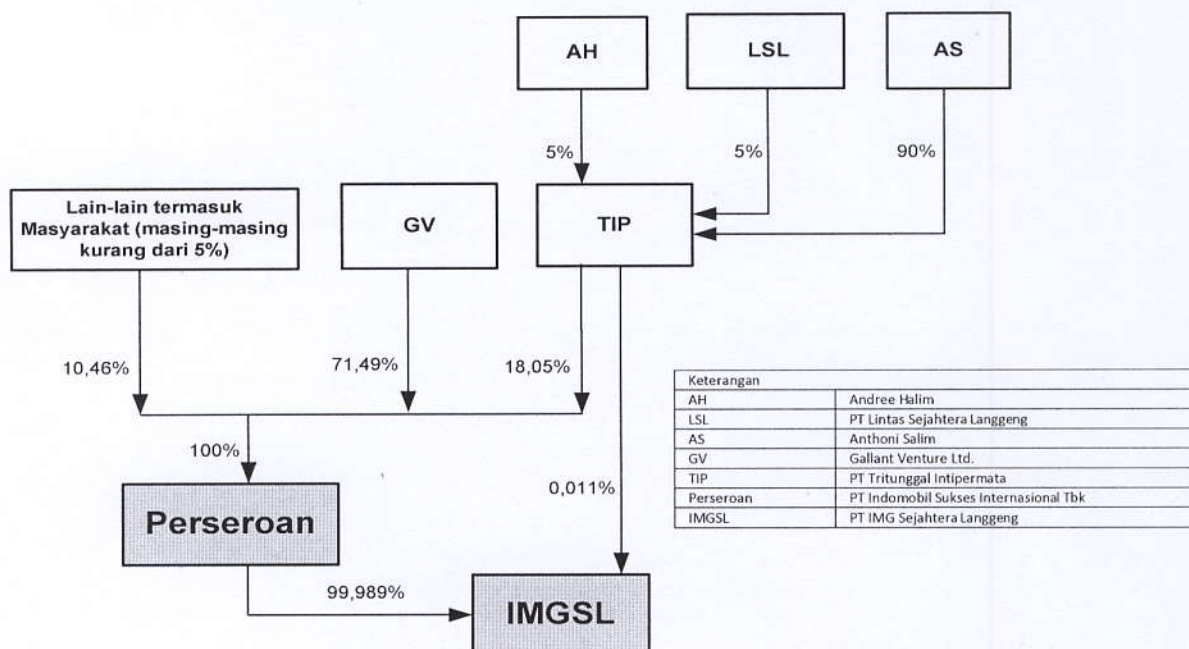 AH
LSL
AS
5%
5%
90%
Lain-lain termasuk
Masyarakat (masing-masing
kurang dari 5%)
GV
TIP
10,46%
71,49%
18,05%
100%
0,011%
Perseroan
99,989%
IMGSL
Keterangan
AH Andree Halim
LSL PT Lintas Sejahtera Langgeng
AS Anthoni Salim
GV Gallant Venture Ltd.
TIP PT Tritunggal Intipermata
Perseroan PT Indomobil Sukses Internasional Tbk
IMGSL PT IMG Sejahtera Langgeng